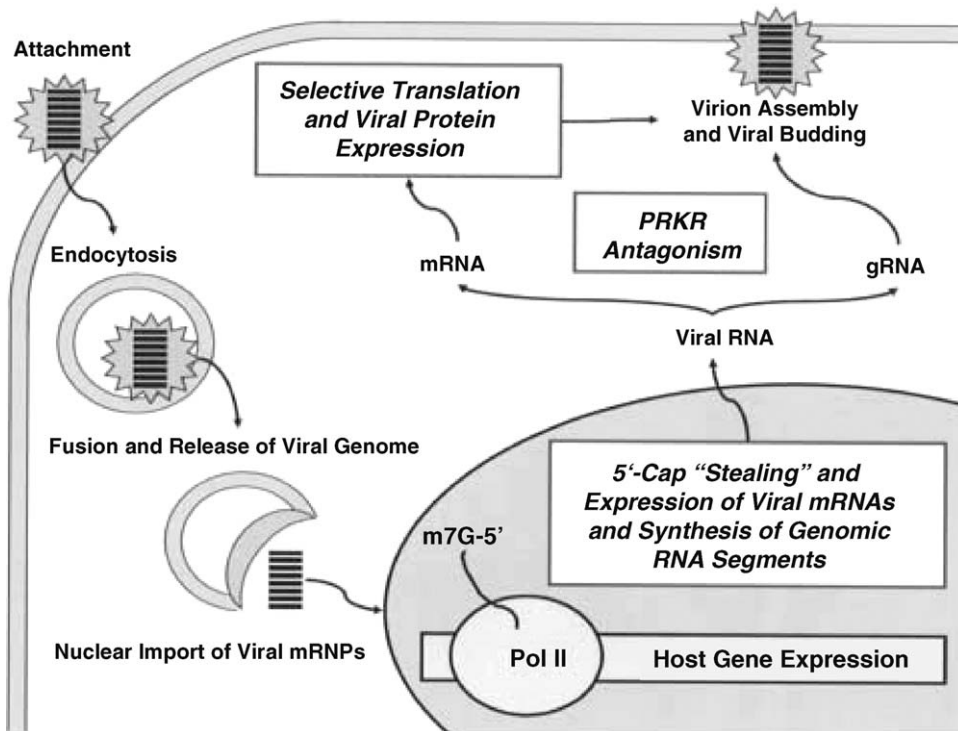 Attachment
Selective Translation
and Viral Protein
Expression
Virion Assembly
and Viral Budding
PRKR
Antagonism
mRNA
gRNA
Endocytosis
Viral RNA
Fusion and Release of Viral Genome
5‘-Cap “Stealing” and
Expression of Viral mRNAs
and Synthesis of Genomic
RNA Segments
m7G-5’
Nuclear Import of Viral mRNPs
Pol II
Host Gene Expression